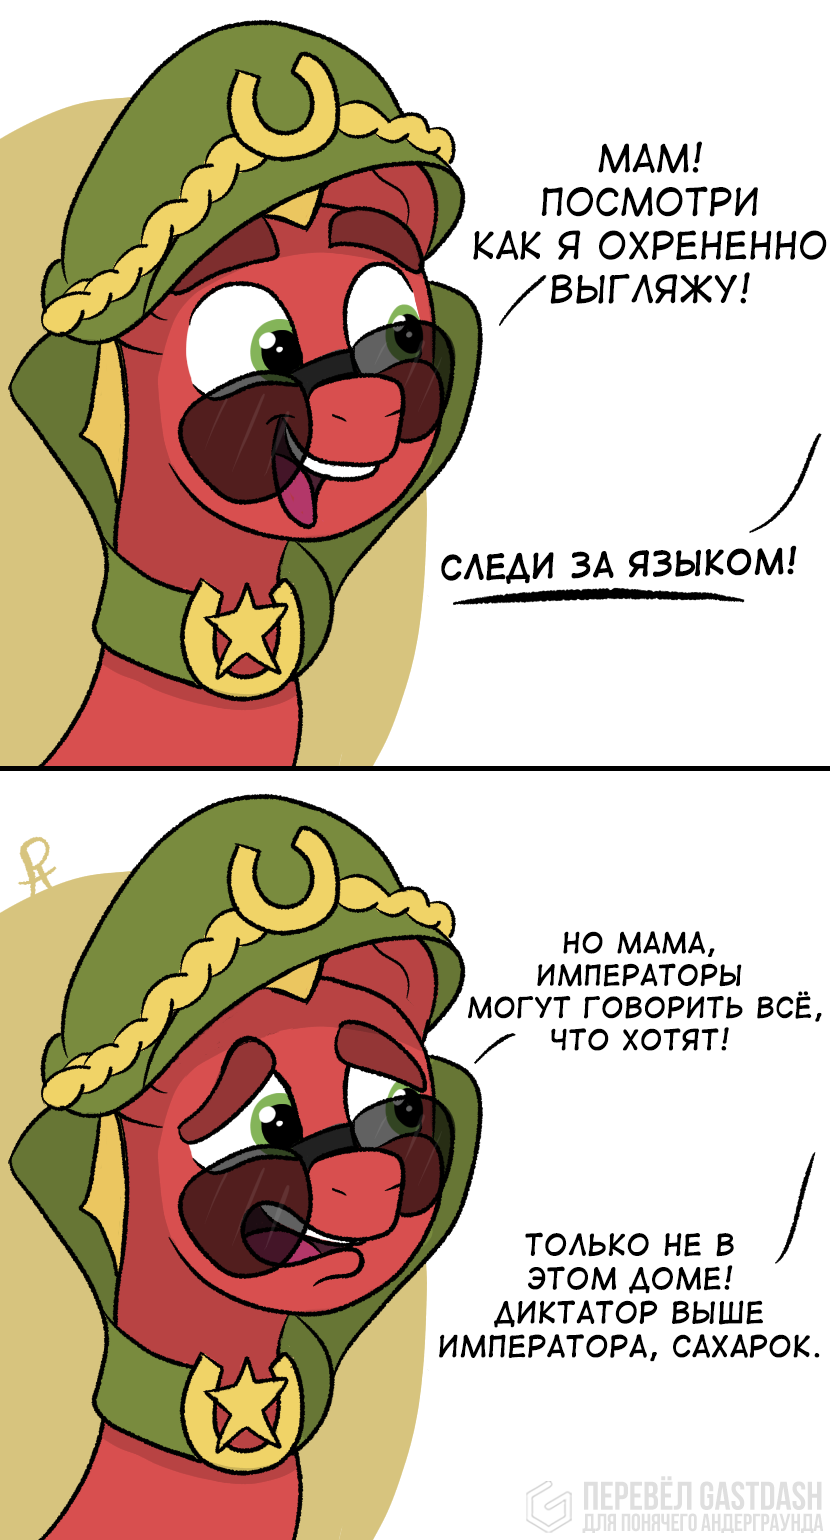 МАМ!
ПОСМОТРИ
КАК Я ОХРЕНЕННО
ВЫГЛЯЖУ!
СЛЕДИ ЗА ЯЗЫКОМ!
НО МАМА,
ИМПЕРАТОРЫ
МОГУТ ГОВОРИТЬ ВСЁ,
ЧТО ХОТЯТ!
ТОЛЬКО НЕ В
ЭТОМ ДОМЕ!
ДИКТАТОР ВЫШЕ
ИМПЕРАТОРА, САХАРОК.
ПЕРЕВЁЛ GASTDASH
ДЛЯ ПОНЯЧЕГО АНДЕРГРАУНДА